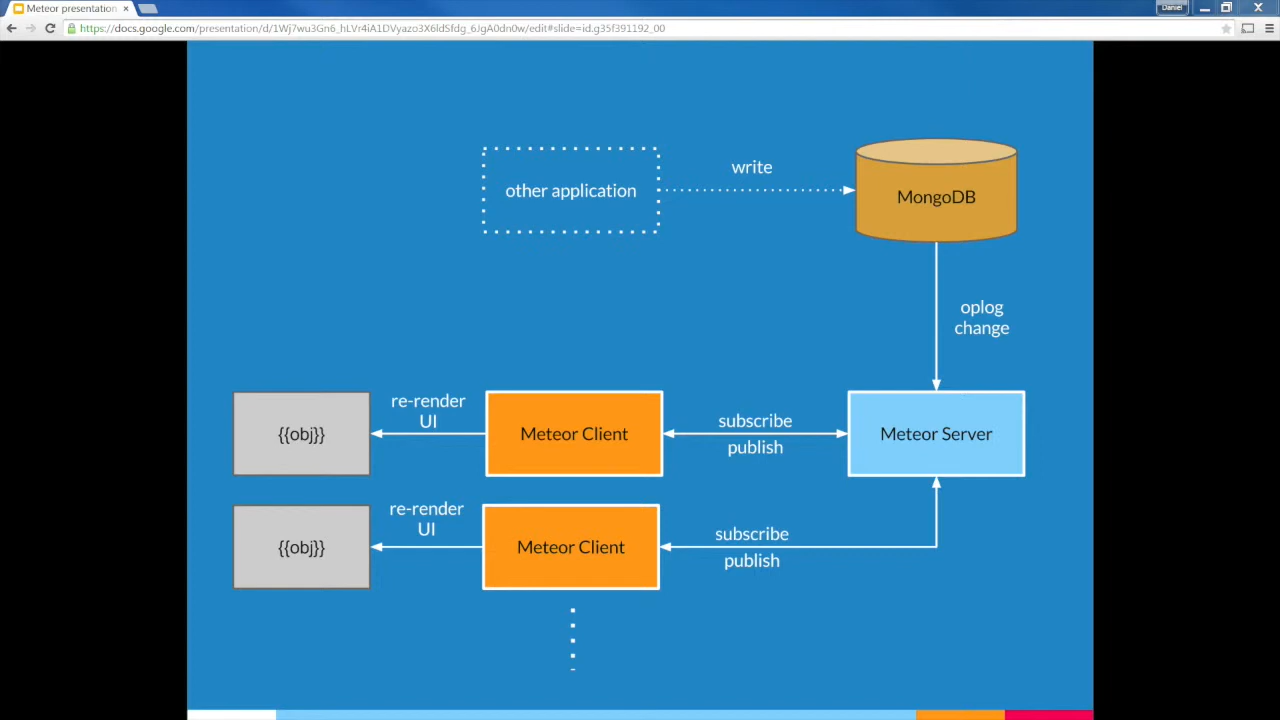 Meteor presentation
Daniel
https://docs.google.com/presentation/d/1Wj7wu3Gn6_hLVr4iA1DVyazo3X6ldSfdg_6JgA0dn0w/edit#slide=id.g35f391192_00
other application
write
MongoDB
oplog
change
{{obj}}
re-render
UI
Meteor Client
subscribe
publish
Meteor Server
{{obj}}
re-render
UI
Meteor Client
subscribe
publish